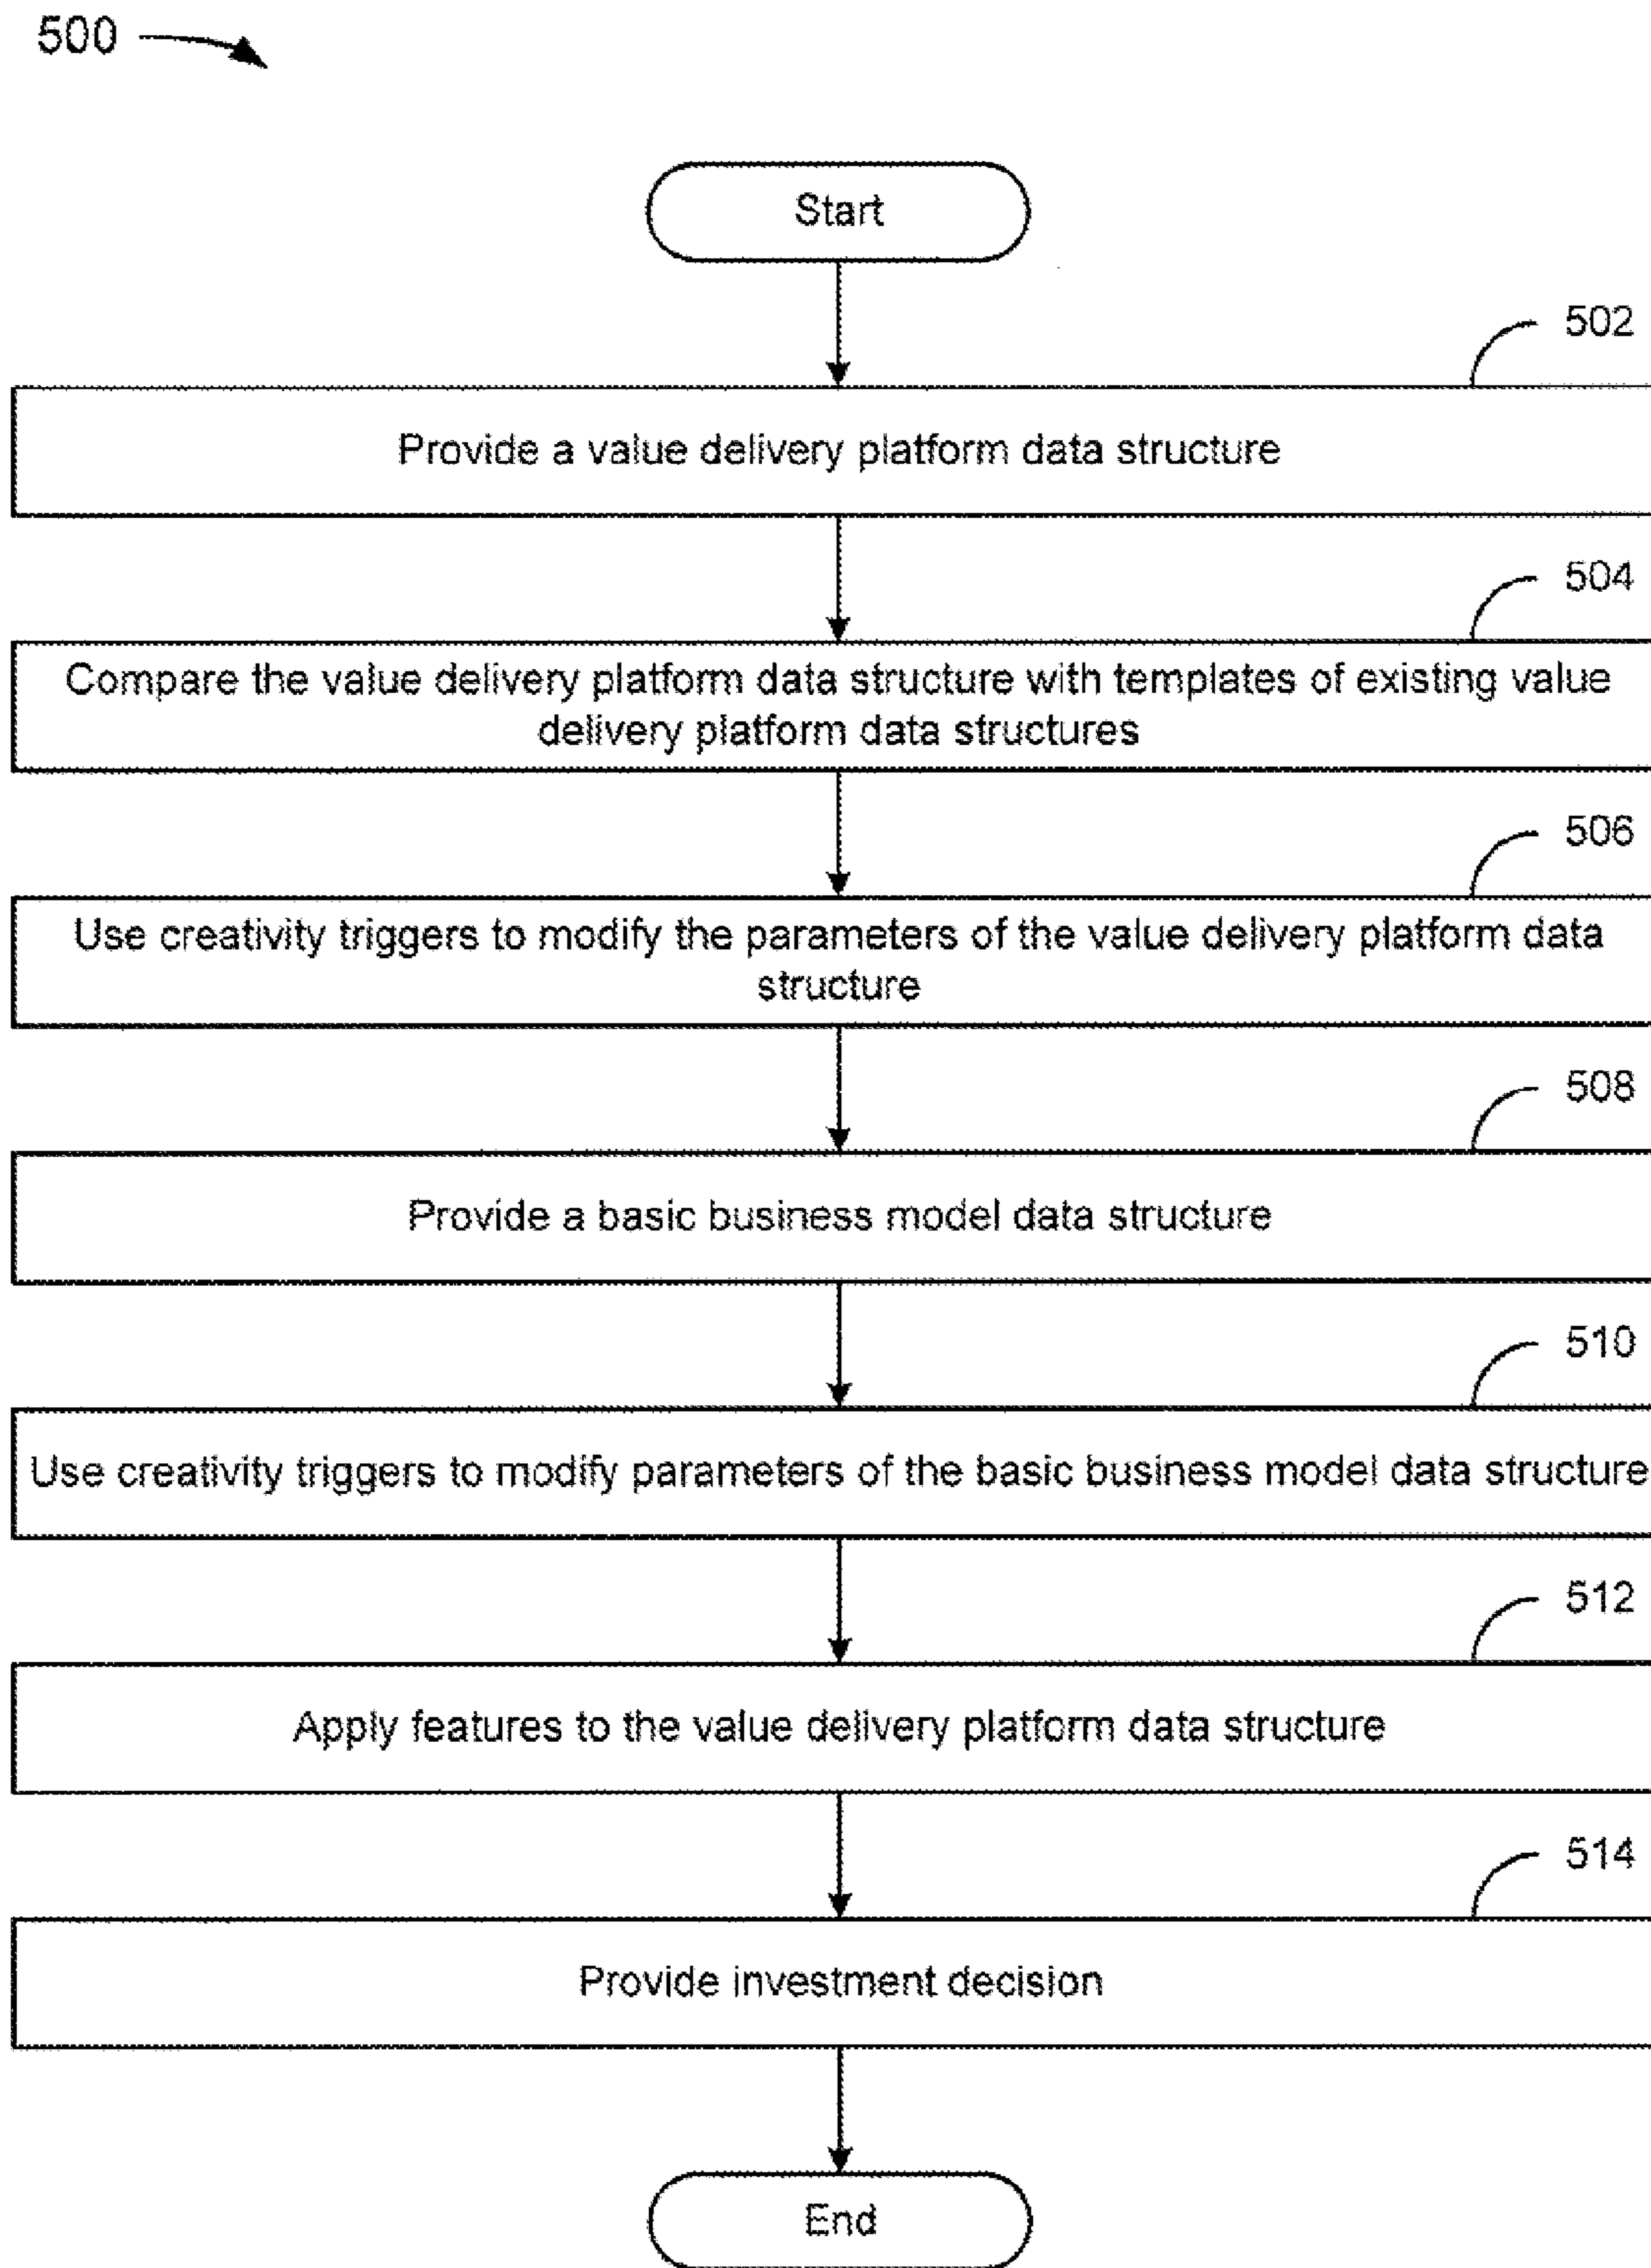 500
Start
502
Provide a value delivery platform data structure
504
Compare the value delivery platform data structure with templates of existing value
delivery platform data structures
506
Use creativity triggers to modify the parameters of the value delivery platform data
structure
508
Provide a basic business model data structure
510
Use creativity triggers to modify parameters of the basic business model data structure
512
Apply features to the value delivery platform data structure
514
Provide investment decision
End